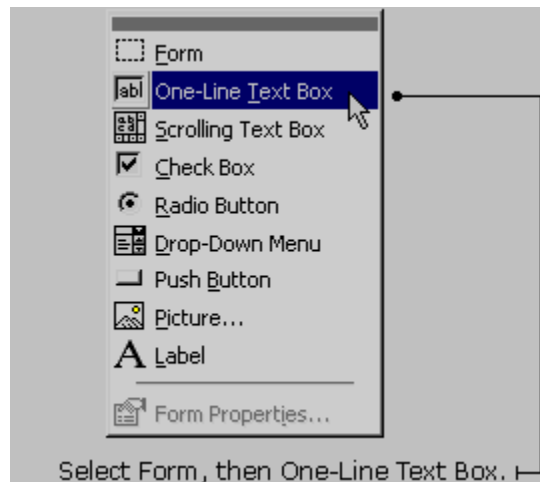 Form
abl One-Line Text Box
Scrolling Text Box
Check Box
Radio Button
Drop-Down Menu
Push Button
Picture...
A Label
Form Properties...
Select Form, then One-Line Text Box.